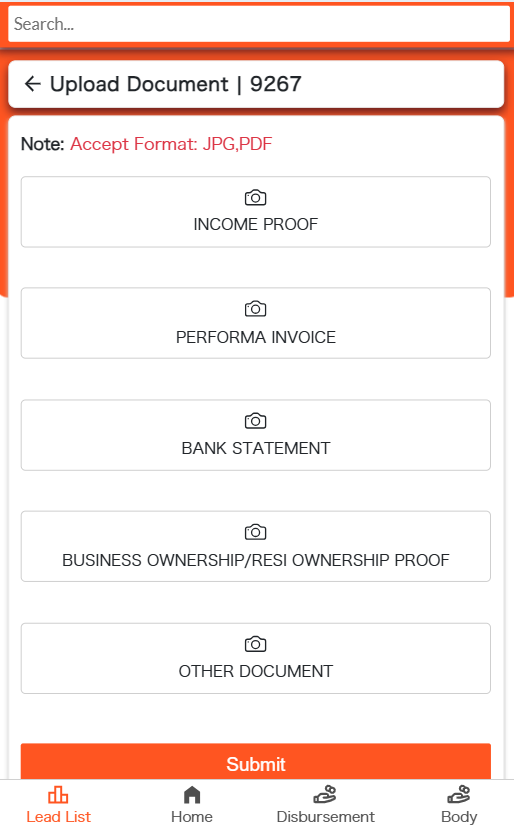 Search...
Upload Document | 9267
Note: Accept Format: JPG,PDF
INCOME PROOF
PERFORMA INVOICE
BANK STATEMENT
BUSINESS OWNERSHIP/RESI OWNERSHIP PROOF
OTHER DOCUMENT
Submit
Lead List Home Disbursement Body